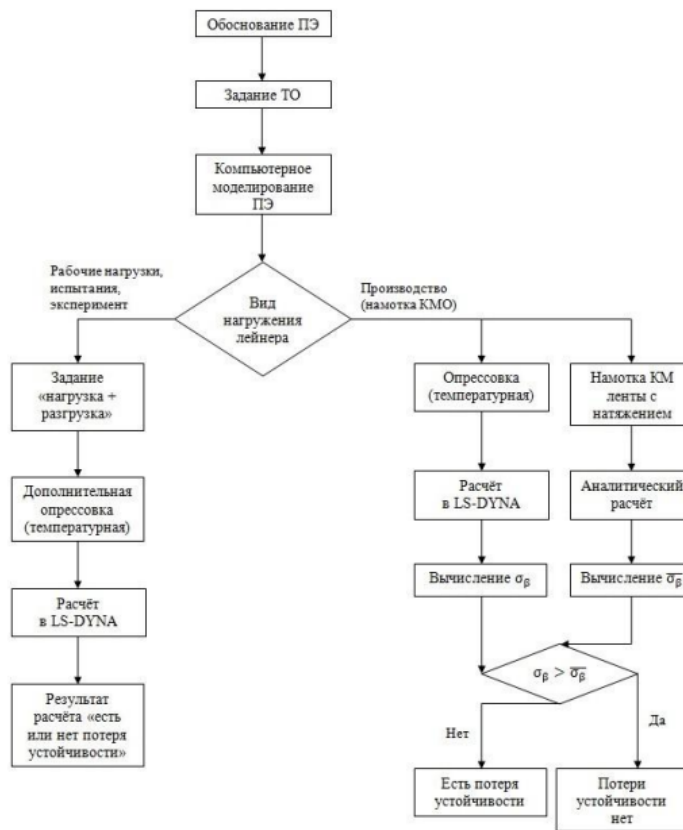 Обоснование ПЭ
Задание ТО
Компьютерное
моделирование
ПЭ
Рабочие нагрузки,
испытания,
эксперимент
Вид
нагружения
лейнера
Производство
(намотка КМО)
Задание
«нагрузка +
разгрузка»
Дополнительная
опрессовка
(температурная)
Расчёт
в LS-DYNA
Результат
расчёта «есть
или нет потеря
устойчивости»
Опрессовка
(температурная)
Расчёт
в LS-DYNA
Вычисление σβ
Намотка КМ
ленты с
натяжением
Аналитический
расчёт
Вычисление σ̅β̅
σβ > σ̅β̅
Нет
Да
Есть потеря
устойчивости
Потери
устойчивости
нет